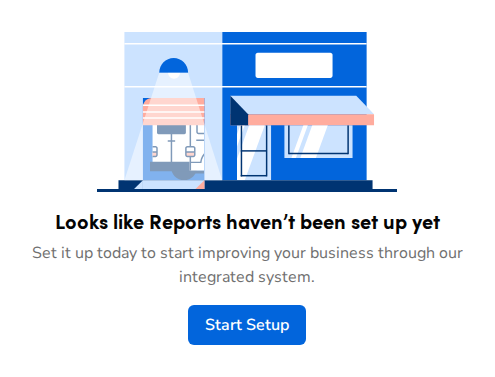 Looks like Reports haven’t been set up yet
Set it up today to start improving your business through our
integrated system.
Start Setup